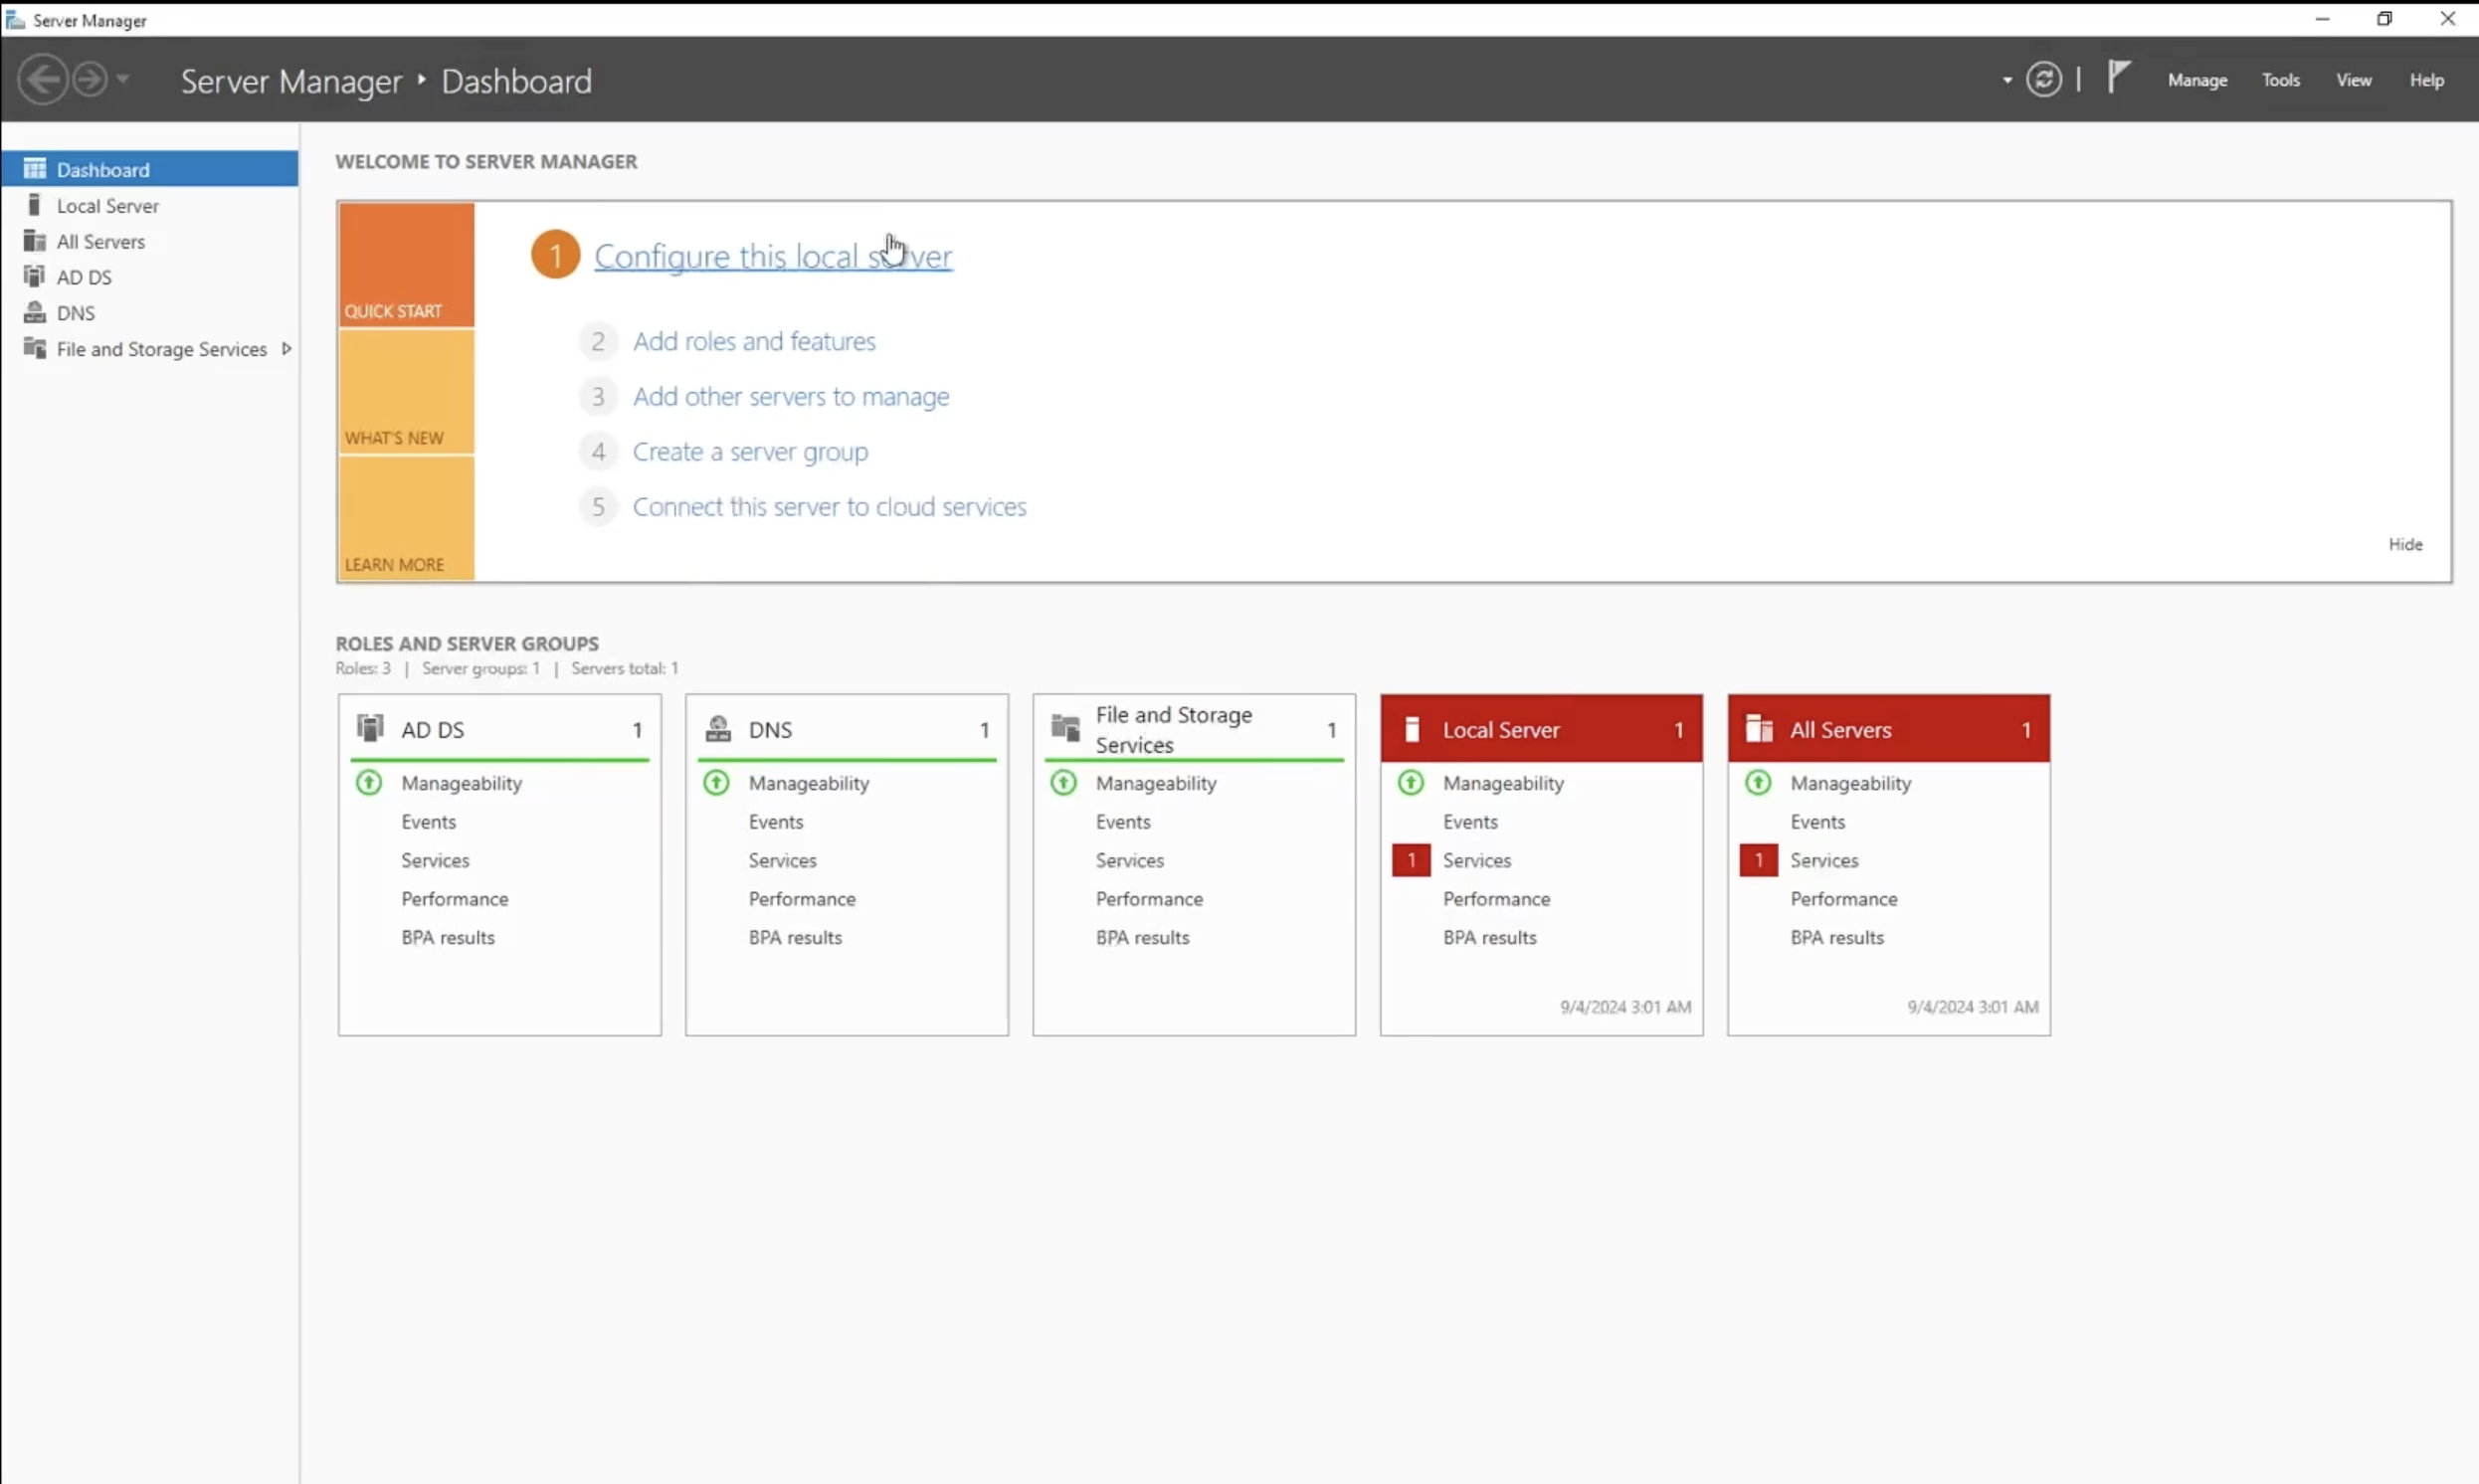 Server Manager
Server Manager ‣ Dashboard
Manage Tools View Help
Dashboard
Local Server
All Servers
AD DS
DNS
File and Storage Services
WELCOME TO SERVER MANAGER
QUICK START
WHAT'S NEW
LEARN MORE
1 Configure this local server
2 Add roles and features
3 Add other servers to manage
4 Create a server group
5 Connect this server to cloud services
Hide
ROLES AND SERVER GROUPS
Roles: 3 | Server groups: 1 | Servers total: 1
AD DS 1
Manageability
Events
Services
Performance
BPA results
DNS 1
Manageability
Events
Services
Performance
BPA results
File and Storage
Services 1
Manageability
Events
Services
Performance
BPA results
Local Server 1
Manageability
Events
1 Services
Performance
BPA results
9/4/2024 3:01 AM
All Servers 1
Manageability
Events
1 Services
Performance
BPA results
9/4/2024 3:01 AM